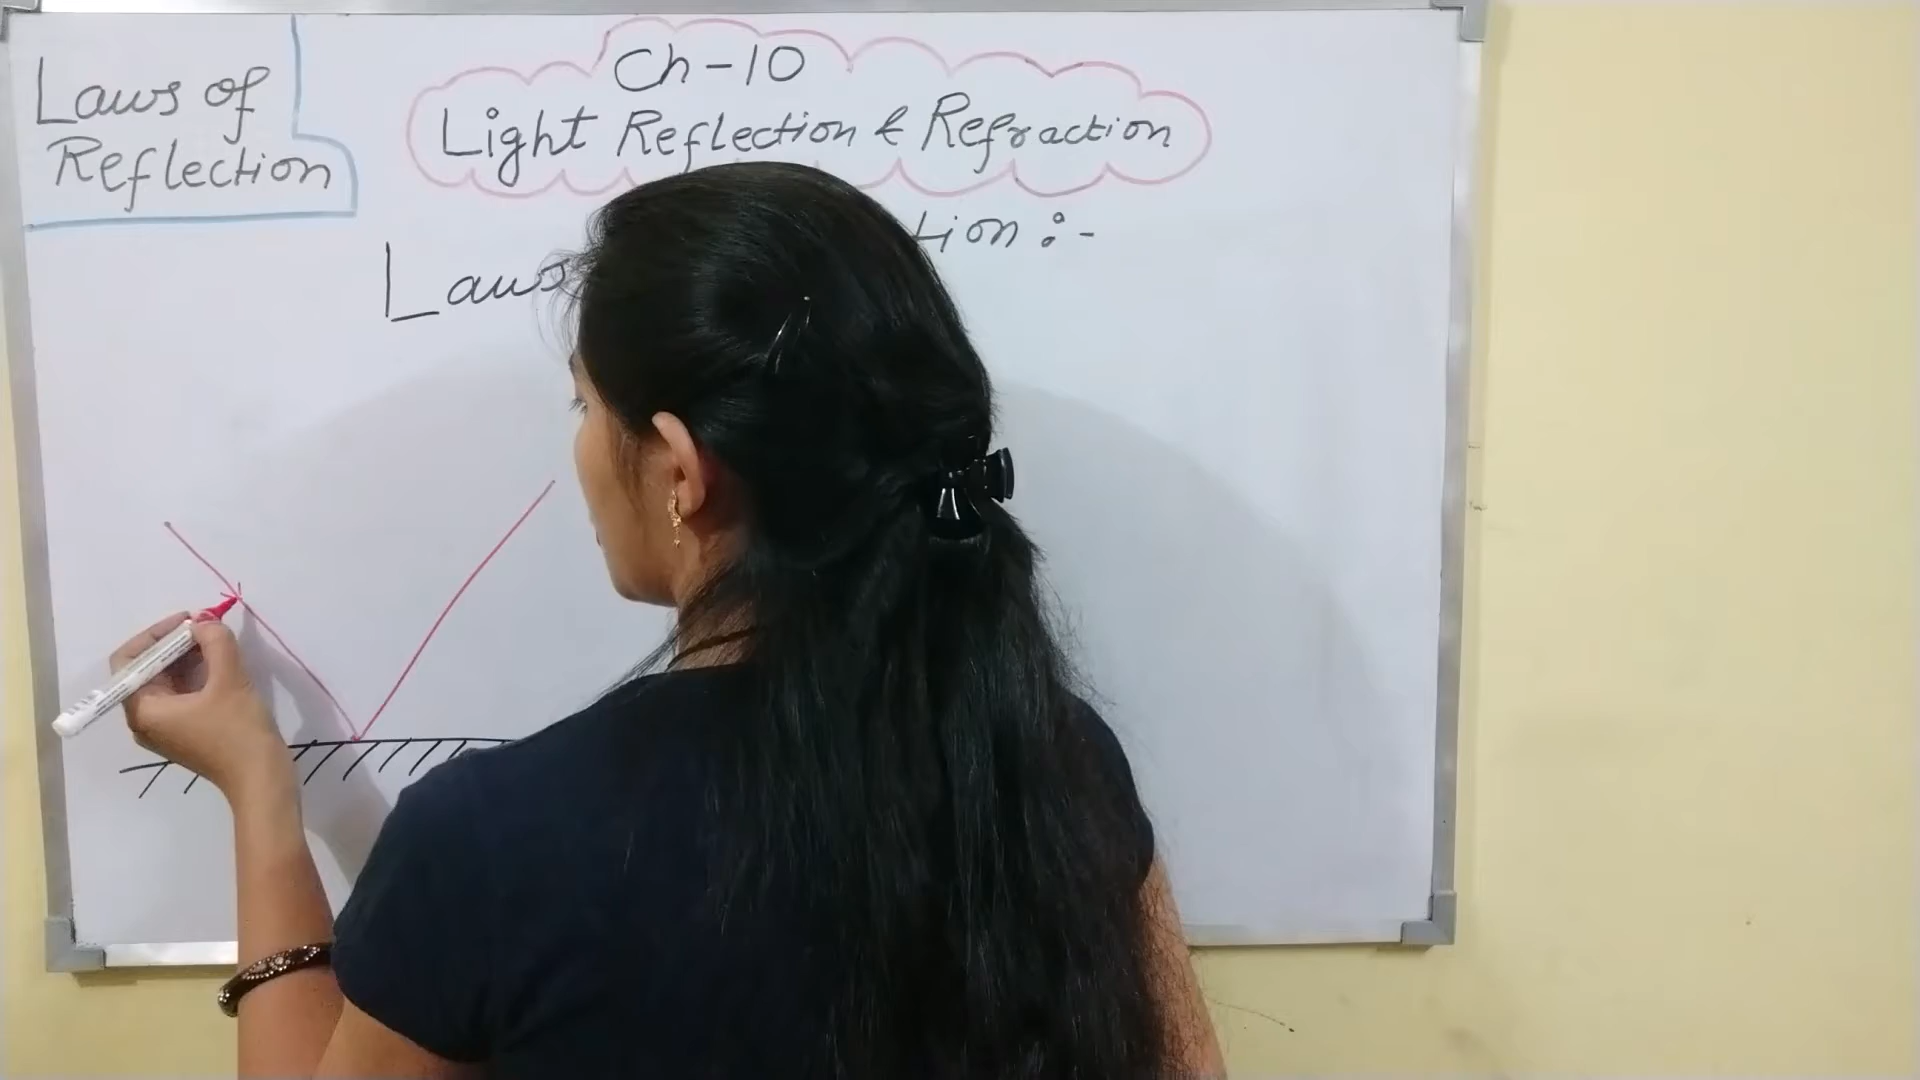 Laws of
Reflection
Ch-10
Light Reflection & Refraction
Laws tion :-